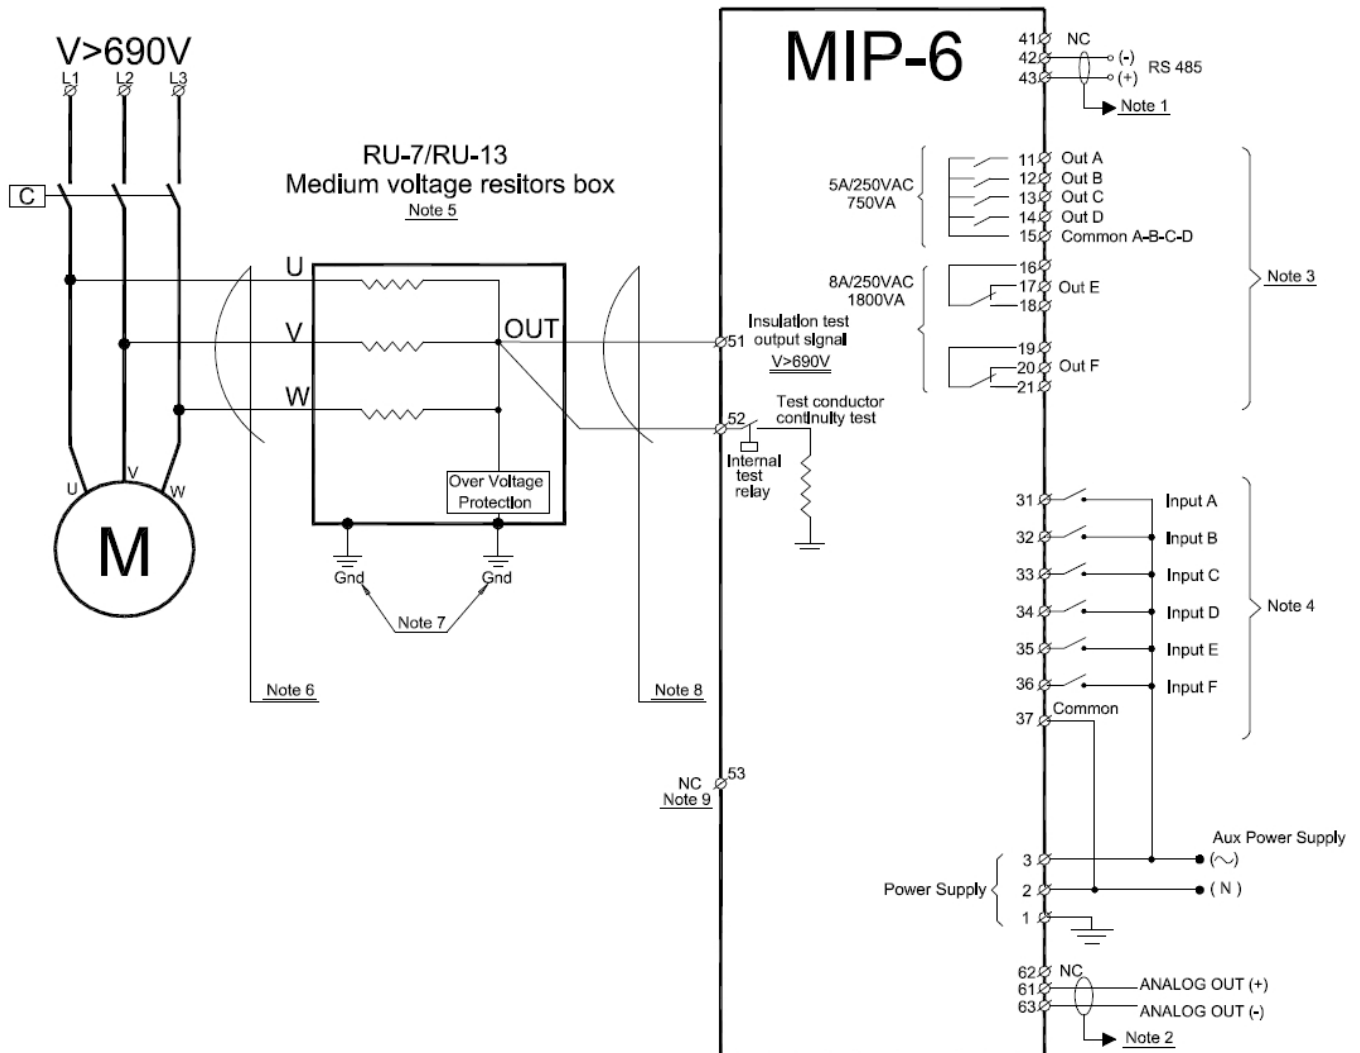 V>690V
L1 L2 L3
C
RU-7/RU-13
Medium voltage resitors box
Note 5
U
V
W
OUT
Over Voltage
Protection
Gnd
Gnd
Note 7
Note 6
Note 8
U V W
M
MIP-6
51
Insulation test
output signal
V>690V
52
Test conductor
continuity test
Internal
test
relay
NC 53
Note 9
41 NC
42 (-)
43 (+)
RS 485
Note 1
5A/250VAC
750VA
11 Out A
12 Out B
13 Out C
14 Out D
15 Common A-B-C-D
8A/250VAC
1800VA
16
17 Out E
18
19
20 Out F
21
Note 3
31 Input A
32 Input B
33 Input C
34 Input D
35 Input E
36 Input F
37 Common
Note 4
Aux Power Supply
Power Supply
3 (~)
2 ( N )
1
62 NC
61 ANALOG OUT (+)
63 ANALOG OUT (-)
Note 2